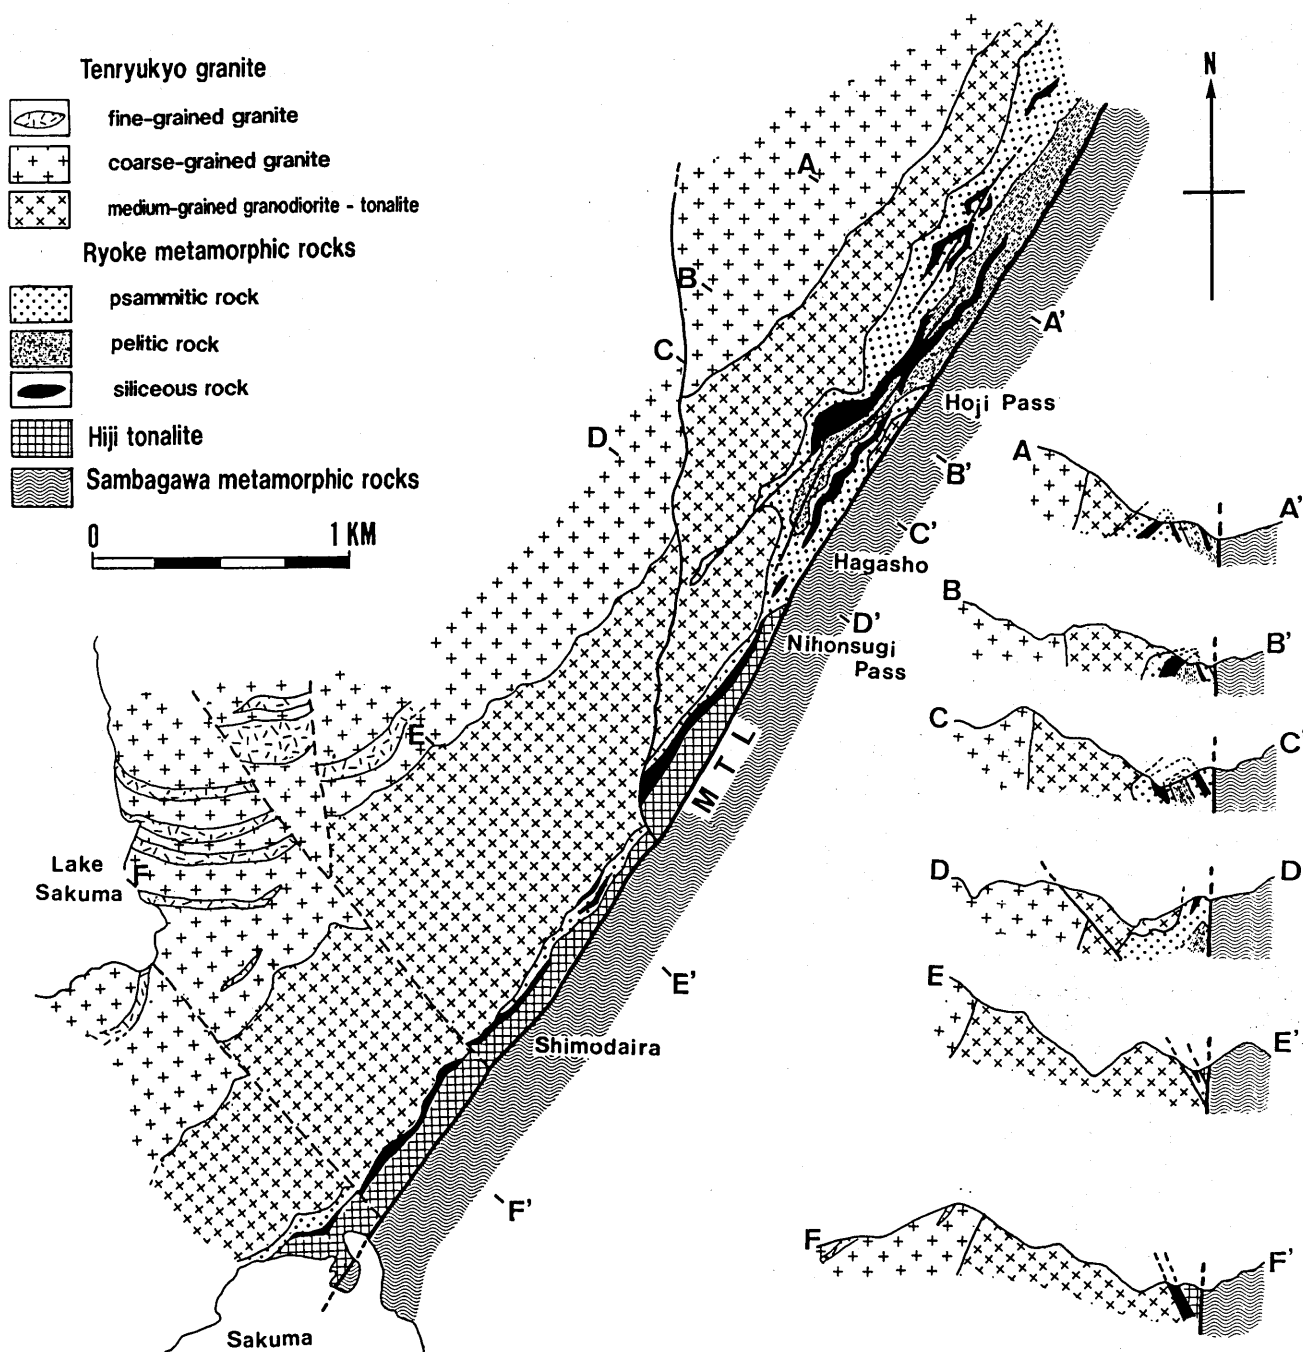 Tenryukyo granite
fine-grained granite
coarse-grained granite
medium-grained granodiorite - tonalite
Ryoke metamorphic rocks
psammitic rock
pelitic rock
siliceous rock
Hiji tonalite
Sambagawa metamorphic rocks
0 1 KM
N
A
B
C
D
E
F
A'
B'
C'
D'
E'
F'
Hoji Pass
Hagasho
Nihonsugi
Pass
M T L
Shimodaira
Lake
Sakuma
Sakuma
A A'
B B'
C C'
D D
E E'
F F'